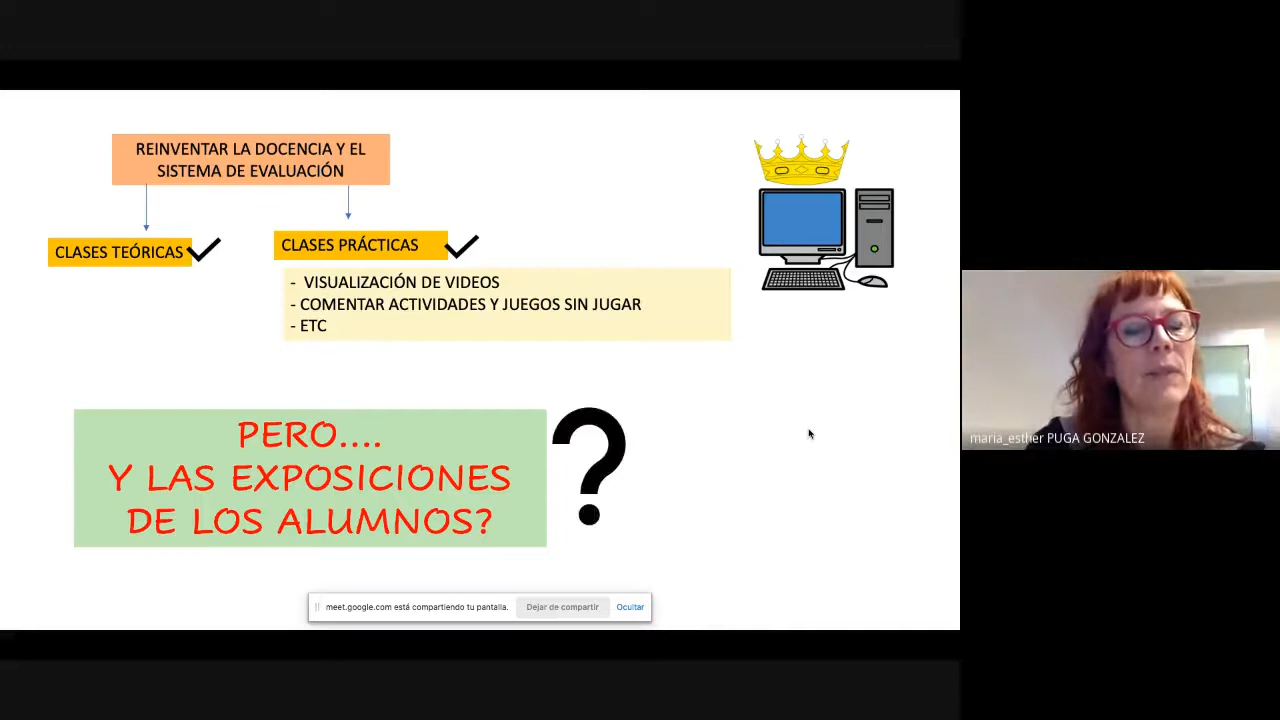 REINVENTAR LA DOCENCIA Y EL
SISTEMA DE EVALUACIÓN
CLASES TEÓRICAS
CLASES PRÁCTICAS
- VISUALIZACIÓN DE VIDEOS
- COMENTAR ACTIVIDADES Y JUEGOS SIN JUGAR
- ETC
PERO....
Y LAS EXPOSICIONES
DE LOS ALUMNOS?
?
maria_esther PUGA GONZALEZ
meet.google.com está compartiendo tu pantalla.
Dejar de compartir
Ocultar